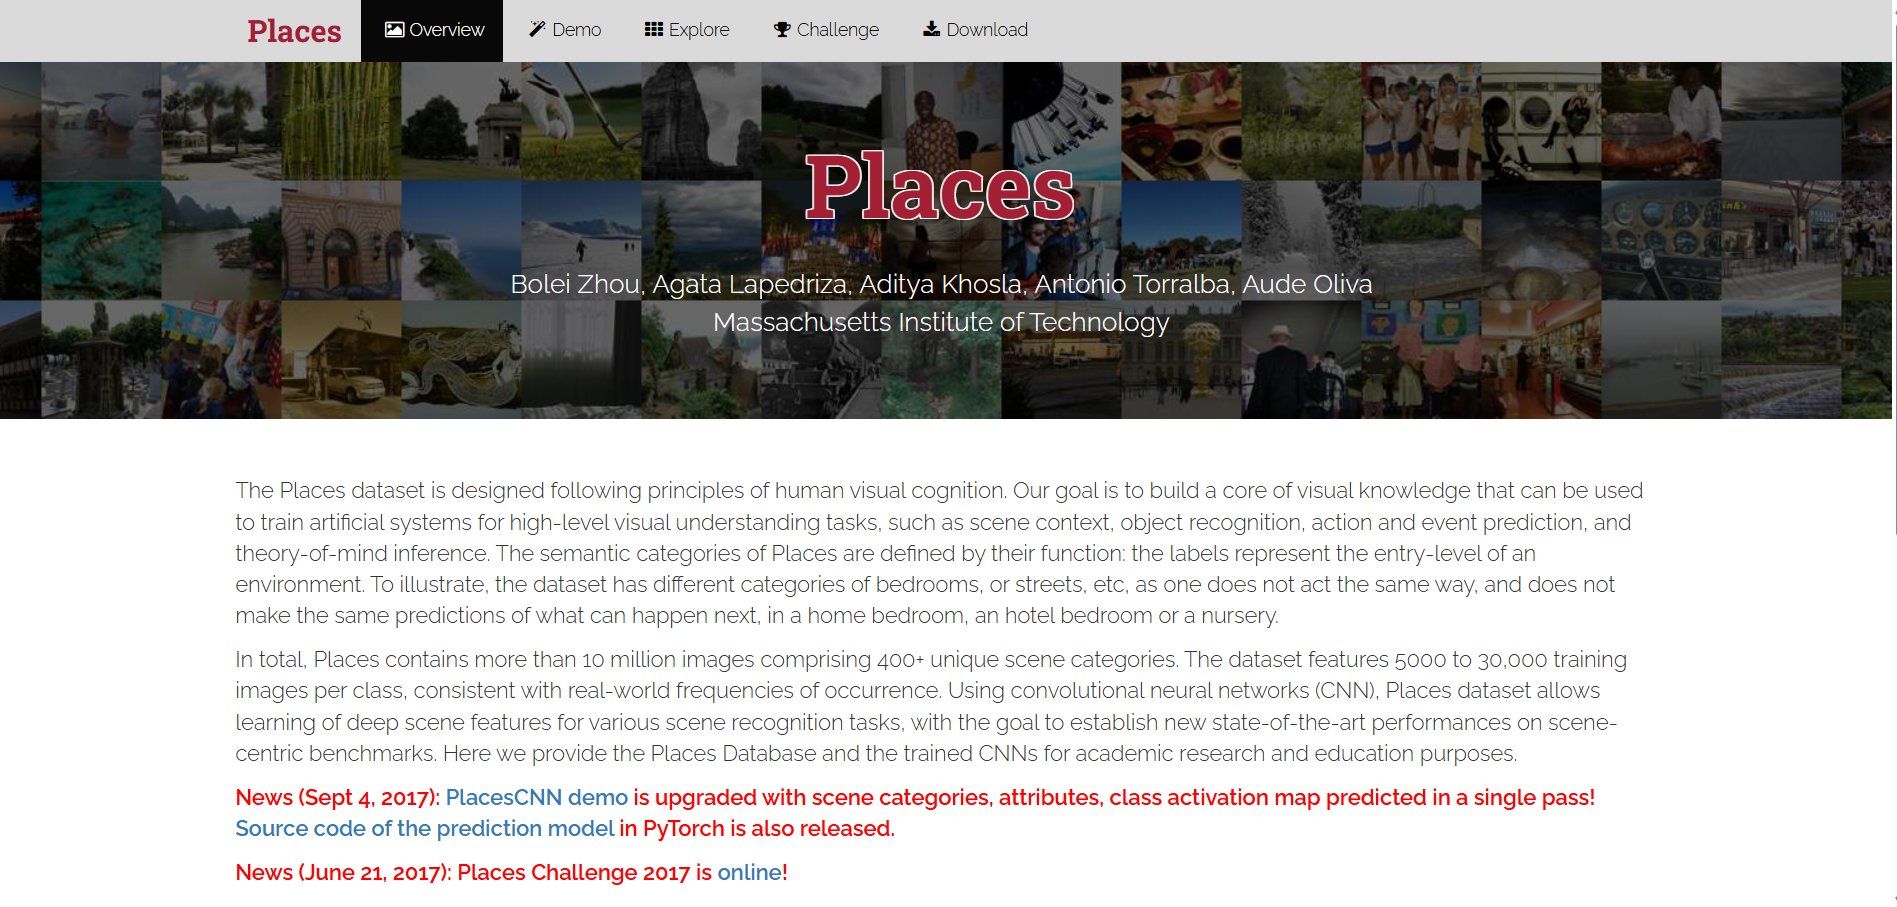 Places Overview Demo Explore Challenge Download
Places
Bolei Zhou, Agata Lapedriza, Aditya Khosla, Antonio Torralba, Aude Oliva
Massachusetts Institute of Technology
The Places dataset is designed following principles of human visual cognition. Our goal is to build a core of visual knowledge that can be used
to train artificial systems for high-level visual understanding tasks, such as scene context, object recognition, action and event prediction, and
theory-of-mind inference. The semantic categories of Places are defined by their function: the labels represent the entry-level of an
environment. To illustrate, the dataset has different categories of bedrooms, or streets, etc, as one does not act the same way, and does not
make the same predictions of what can happen next, in a home bedroom, an hotel bedroom or a nursery.
In total, Places contains more than 10 million images comprising 400+ unique scene categories. The dataset features 5000 to 30,000 training
images per class, consistent with real-world frequencies of occurrence. Using convolutional neural networks (CNN), Places dataset allows
learning of deep scene features for various scene recognition tasks, with the goal to establish new state-of-the-art performances on scene-
centric benchmarks. Here we provide the Places Database and the trained CNNs for academic research and education purposes.
News (Sept 4, 2017): PlacesCNN demo is upgraded with scene categories, attributes, class activation map predicted in a single pass!
Source code of the prediction model in PyTorch is also released.
News (June 21, 2017): Places Challenge 2017 is online!